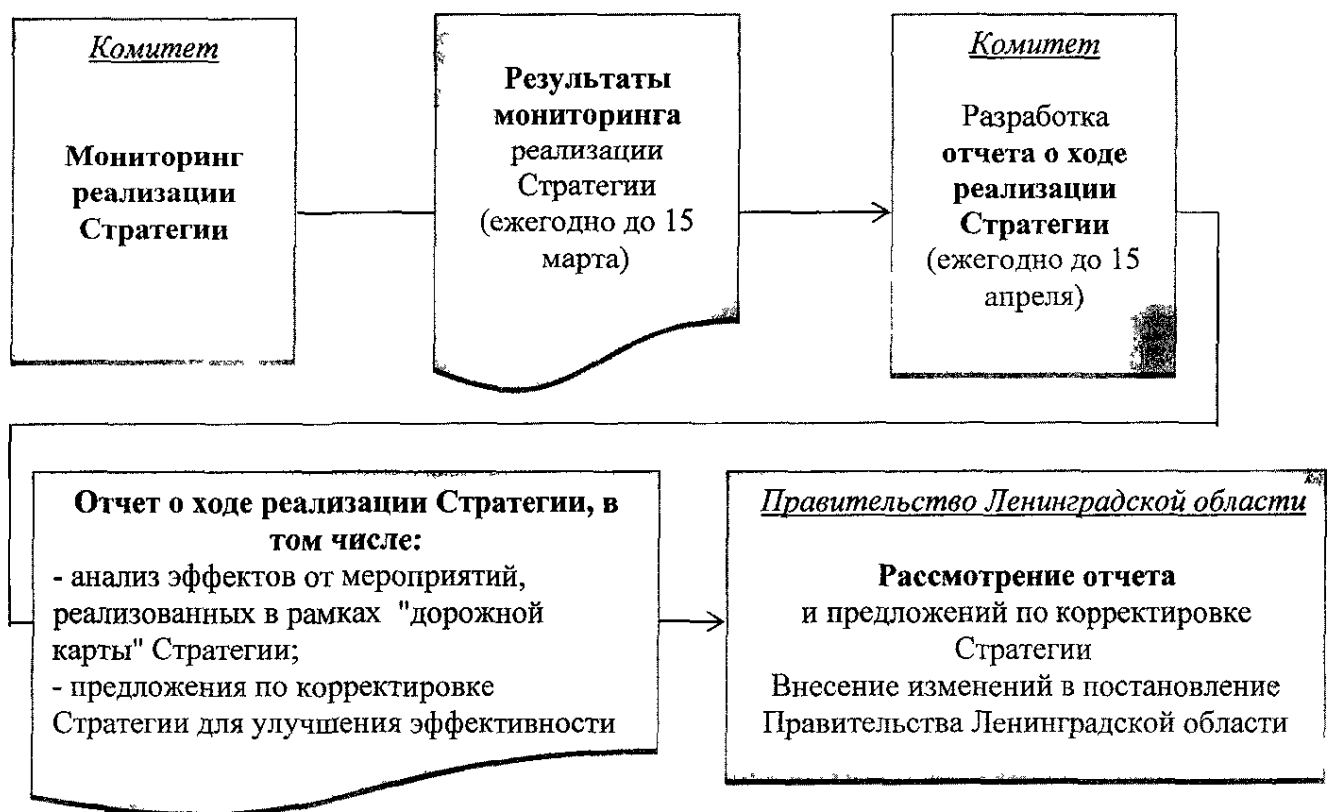 Комитет
Мониторинг
реализации
Стратегии
Результаты
мониторинга
реализации
Стратегии
(ежегодно до 15
марта)
Комитет
Разработка
отчета о ходе
реализации
Стратегии
(ежегодно до 15
апреля)
Отчет о ходе реализации Стратегии, в
том числе:
- анализ эффектов от мероприятий,
реализованных в рамках "дорожной
карты" Стратегии;
- предложения по корректировке
Стратегии для улучшения эффективности
Правительство Ленинградской области
Рассмотрение отчета
и предложений по корректировке
Стратегии
Внесение изменений в постановление
Правительства Ленинградской области